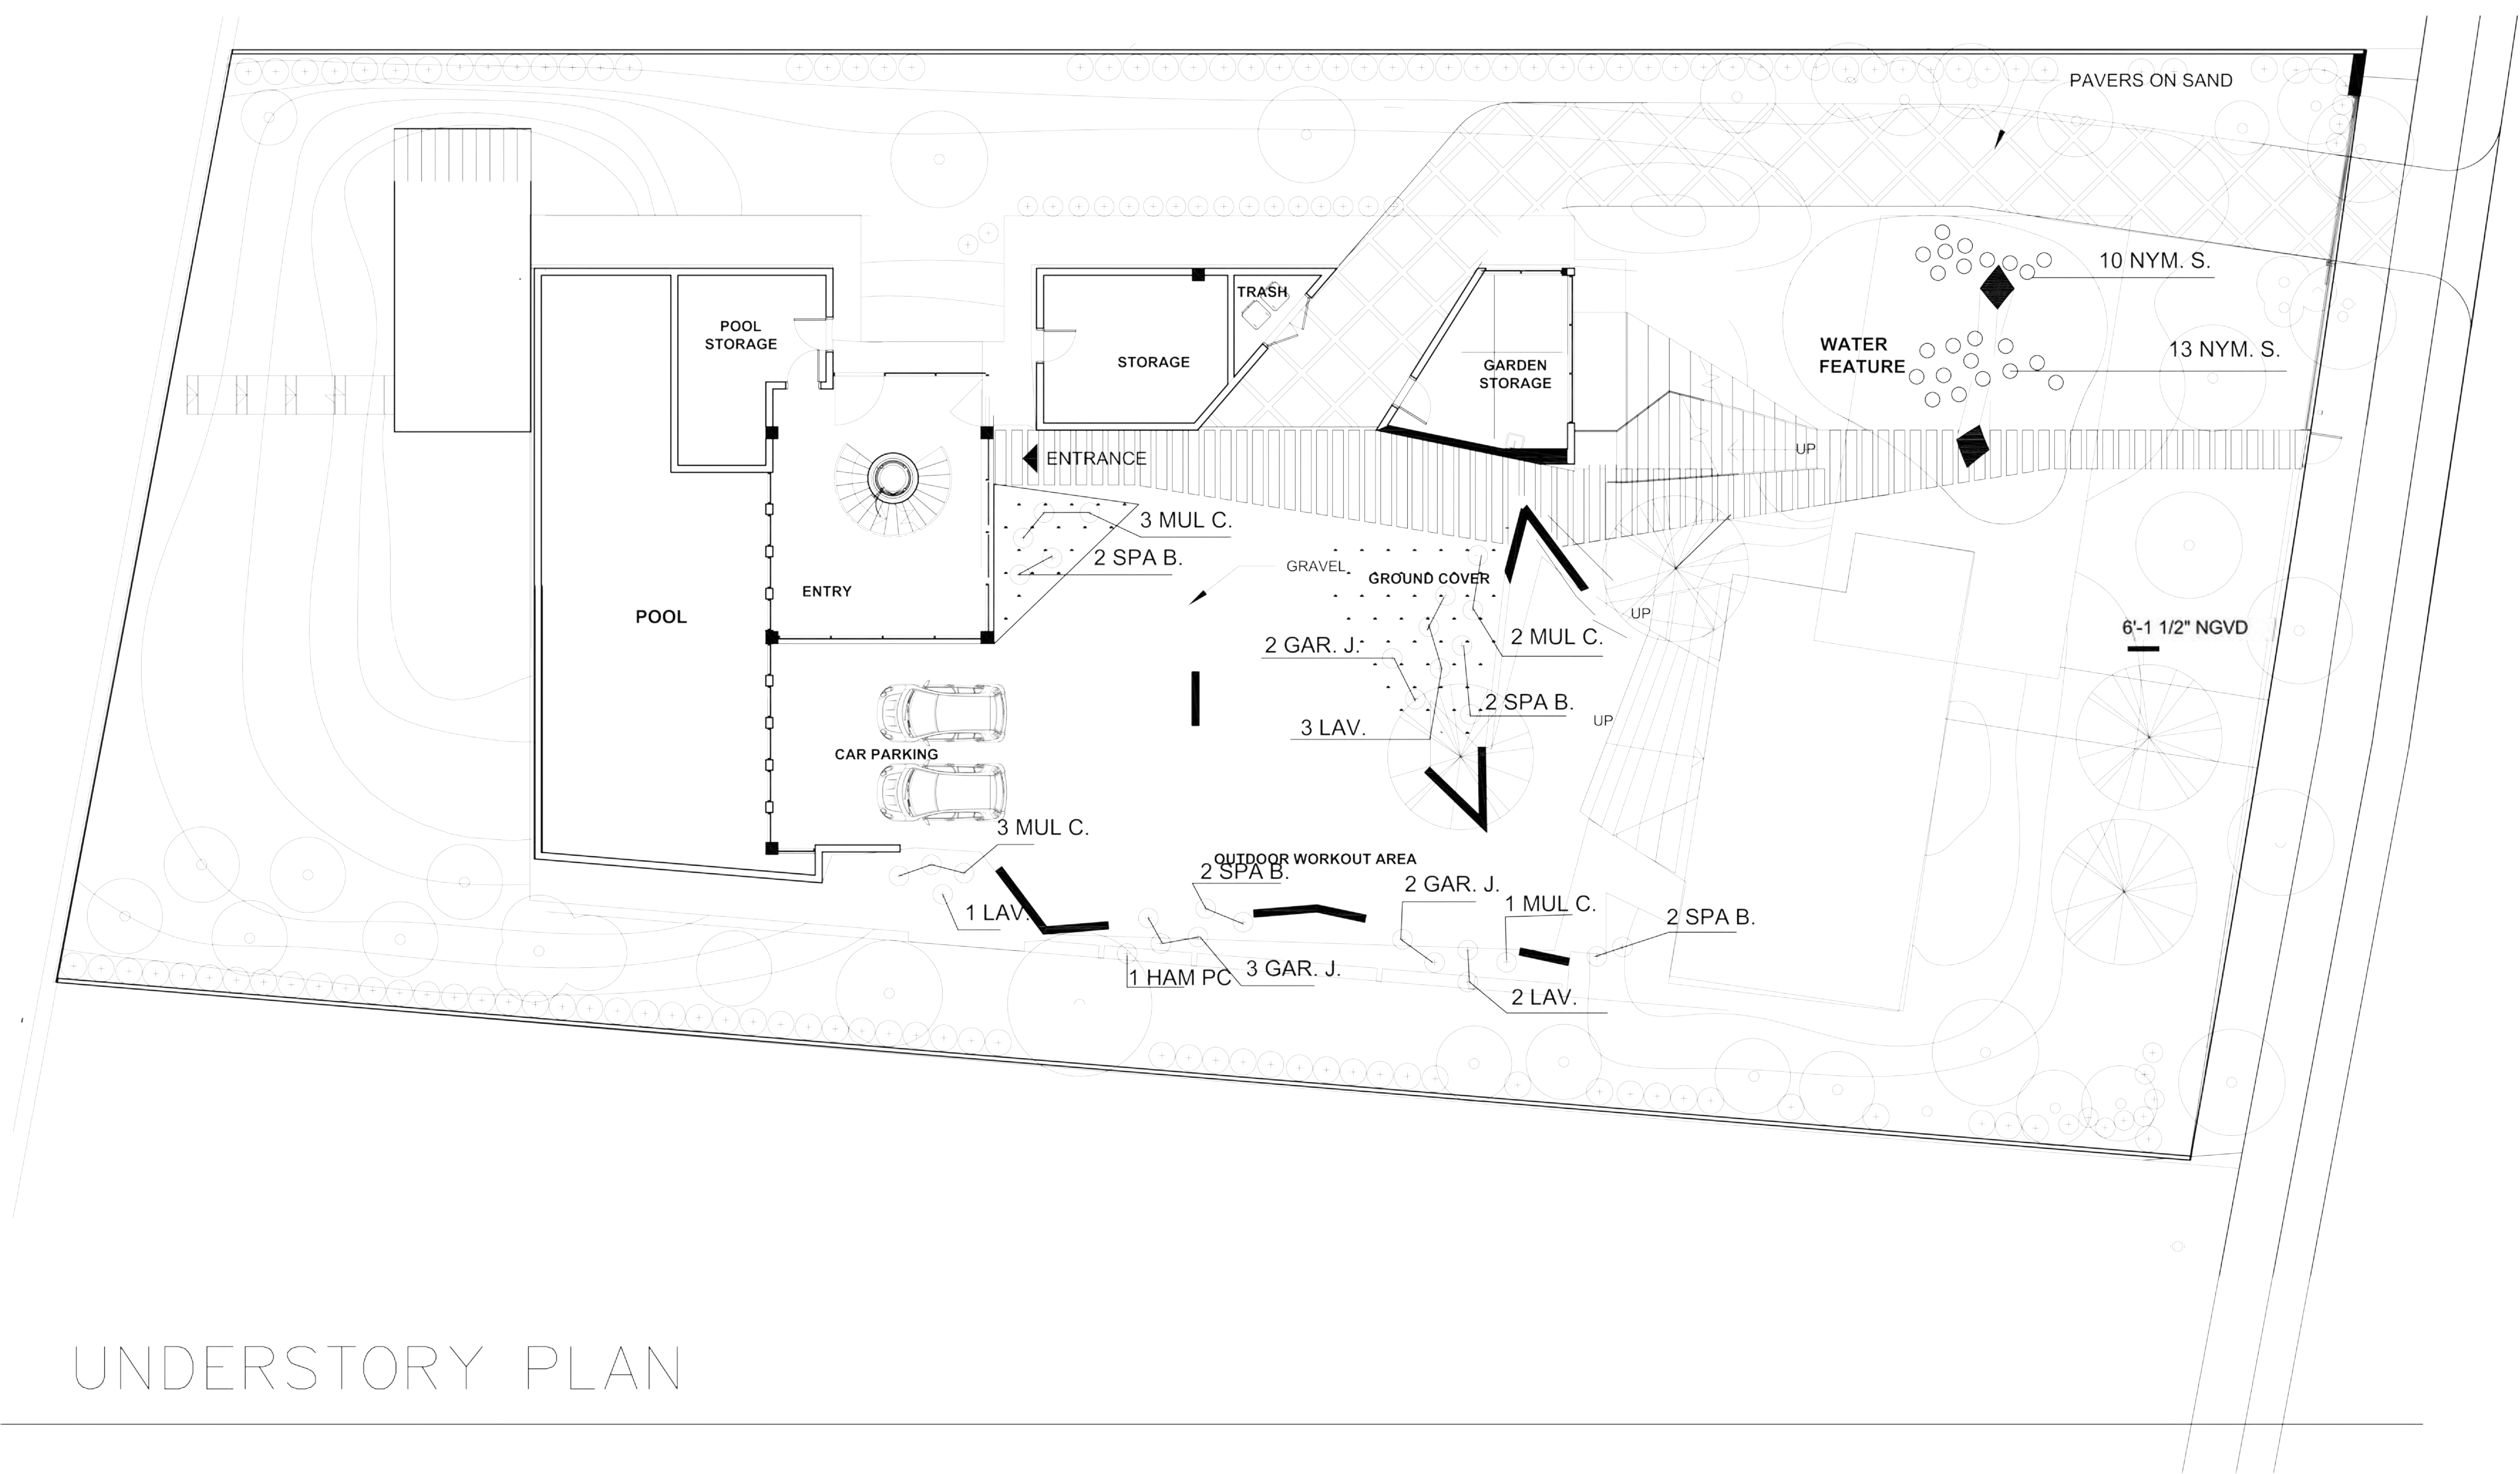 PAVERS ON SAND
10 NYM. S.
TRASH
POOL
STORAGE
WATER
FEATURE
13 NYM. S.
STORAGE
GARDEN
STORAGE
UP
ENTRANCE
3 MUL C.
2 SPA B.
GRAVEL
GROUND COVER
ENTRY
POOL
UP
6'-1 1/2" NGVD
2 MUL C.
2 GAR. J.
2 SPA B.
UP
3 LAV.
CAR PARKING
3 MUL C.
OUTDOOR WORKOUT AREA
2 SPA B.
2 GAR. J.
1 MUL C.
1 LAV.
2 SPA B.
1 HAM PC
3 GAR. J.
2 LAV.
UNDERSTORY PLAN